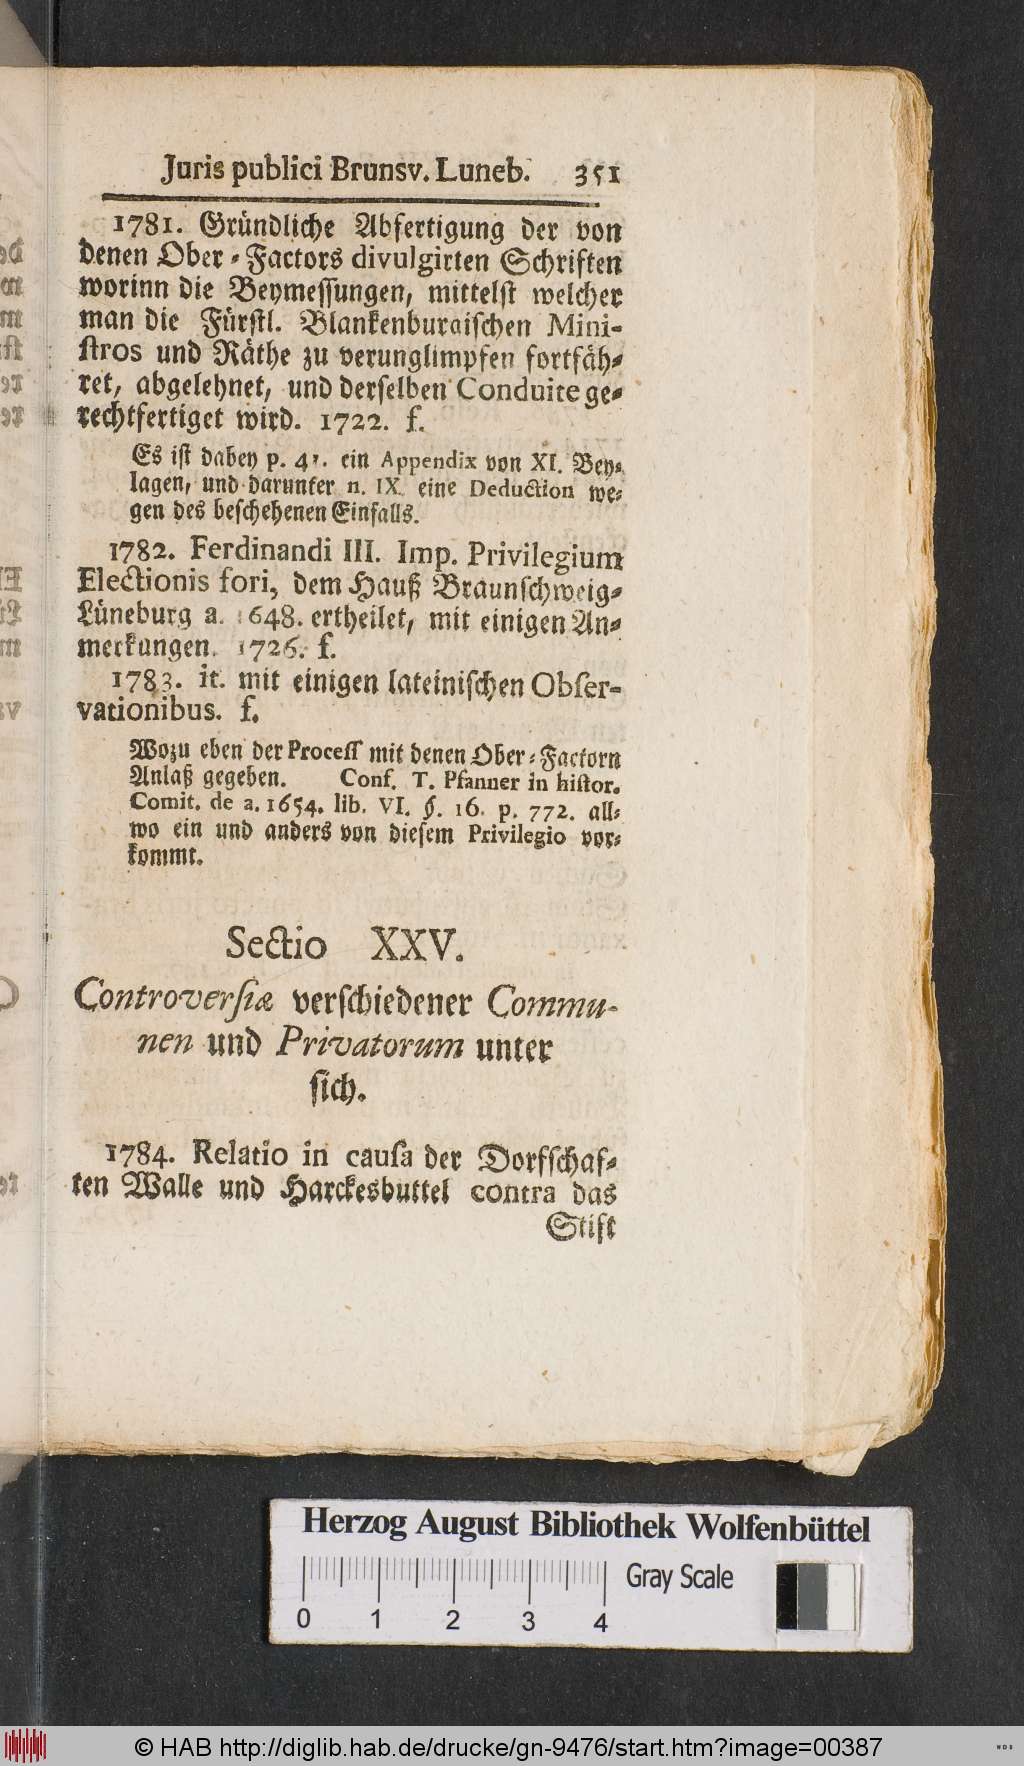 Juris publici Brunsv. Luneb. 351
1781. Gründliche Abfertigung der von
denen Ober-Factors divulgirten Schriften
worinn die Beymessungen, mittelst welcher
man die Fürstl. Blankenburgischen Mini-
stros und Räthe zu verunglimpfen fortfäh-
ret, abgelehnet, und derselben Conduite ge-
rechtfertiget wird. 1722. f.
Es ist dabey p. ein Appendix von XI. Bey-
lagen, und darunter n. IX. eine Deduction we-
gen des beschehenen Einfalls.
1782. Ferdinandi III. Imp. Privilegium
Electionis fori, dem Hauß Braunschweig-
Lüneburg a. 1648. ertheilet, mit einigen An-
merkungen. 1726. f.
1783. it. mit einigen lateinischen Obser-
vationibus. f.
Wozu eben der Process mit denen Ober-Factorn
Anlaß gegeben. Conf. T. Pfanner in histor.
Comit. de a. 1654. lib. VI. §. 16. p. 772. all-
wo ein und anders von diesem Privilegio vor-
kommt.
Sectio XXV.
Controversiæ verschiedener Commu-
nen und Privatorum unter
sich.
1784. Relatio in causa der Dorfschaf-
ten Walle und Harckesbuttel contra das
Stift
Herzog August Bibliothek Wolfenbüttel
Gray Scale
0 1 2 3 4
© HAB http://diglib.hab.de/drucke/gn-9476/start.htm?image=00387